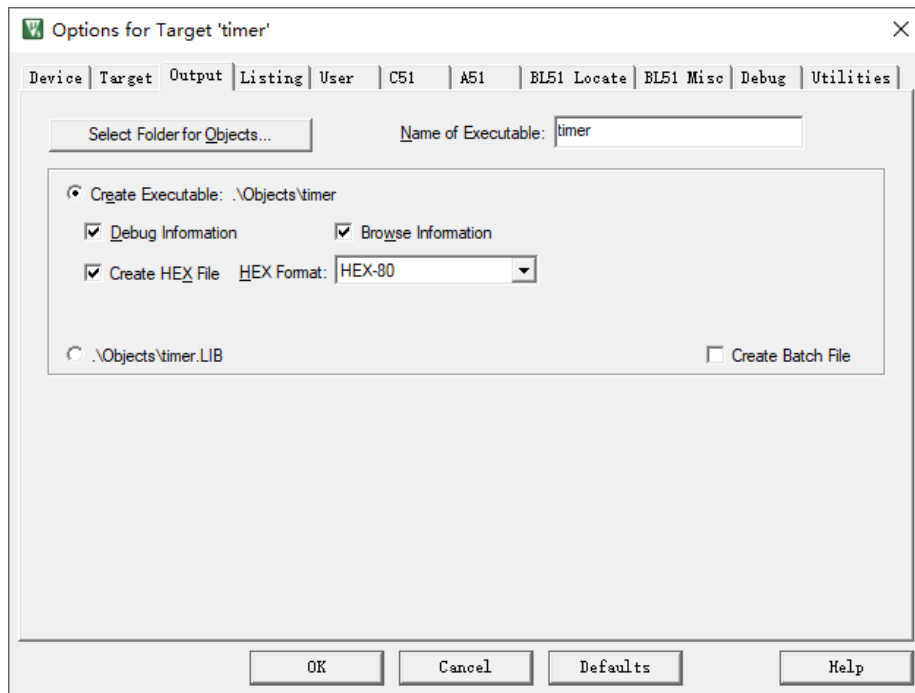 Options for Target 'timer'
Device Target Output Listing User C51 A51 BL51 Locate BL51 Misc Debug Utilities
Select Folder for Objects... Name of Executable: timer
Create Executable: .\Objects\timer
Debug Information Browse Information
Create HEX File HEX Format: HEX-80
.\Objects\timer.LIB Create Batch File
OK Cancel Defaults Help